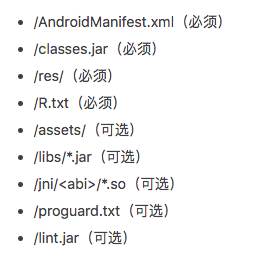 • /AndroidManifest.xml（必须）
• /classes.jar（必须）
• /res/（必须）
• /R.txt（必须）
• /assets/（可选）
• /libs/*.jar（可选）
• /jni/<abi>/*.so（可选）
• /proguard.txt（可选）
• /lint.jar（可选）